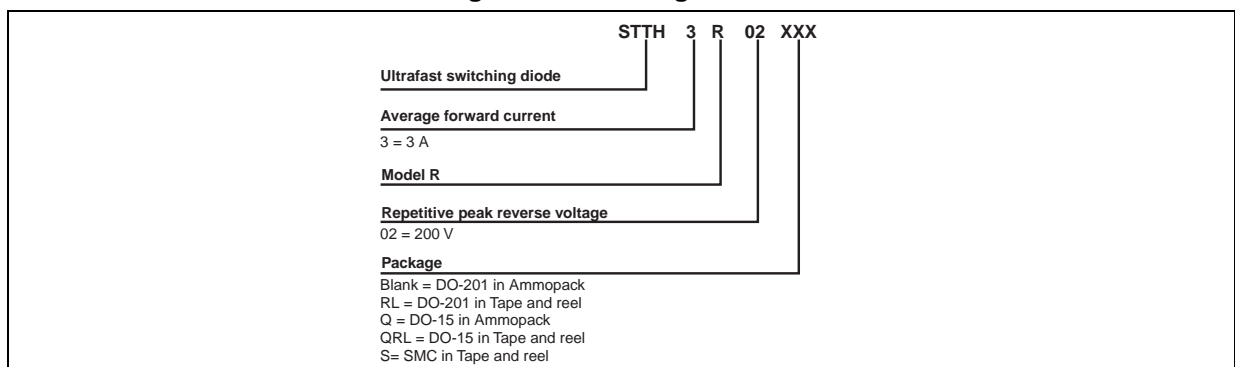 STTH 3 R 02 XXX
Ultrafast switching diode
Average forward current
3 = 3 A
Model R
Repetitive peak reverse voltage
02 = 200 V
Package
Blank = DO-201 in Ammopack
RL = DO-201 in Tape and reel
Q = DO-15 in Ammopack
QRL = DO-15 in Tape and reel
S= SMC in Tape and reel